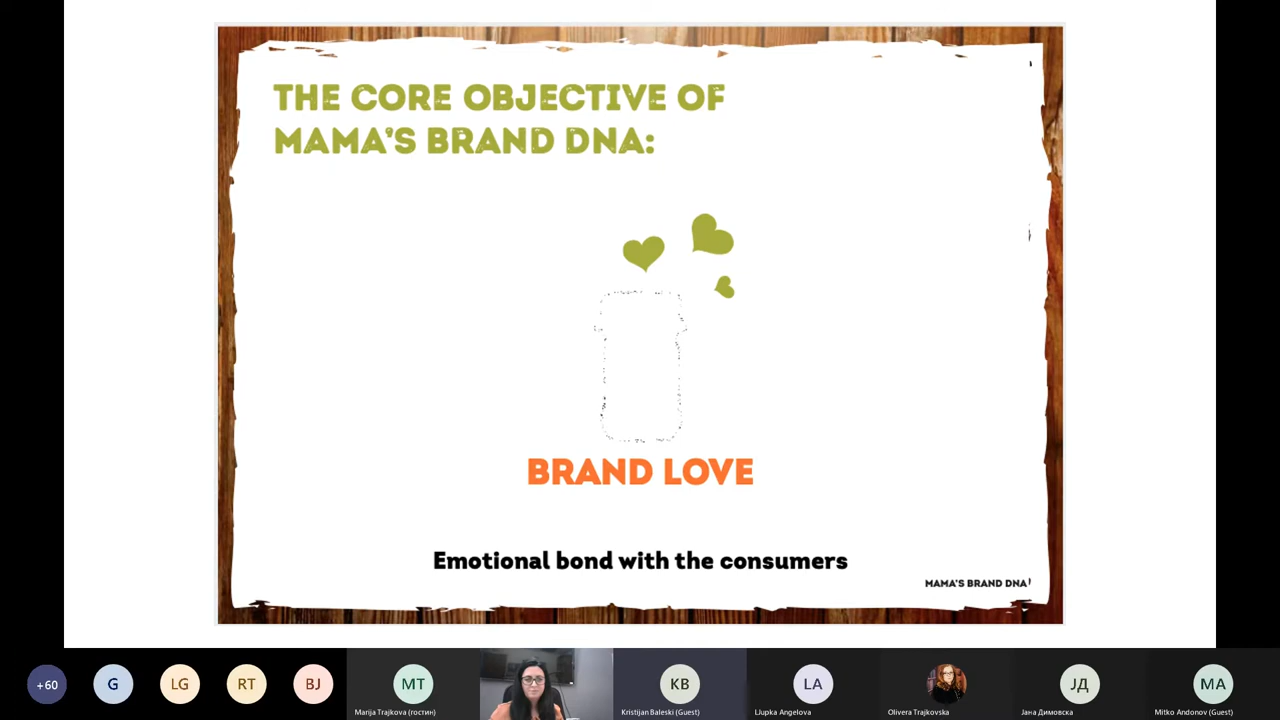 THE CORE OBJECTIVE OF
MAMA'S BRAND DNA:
BRAND LOVE
Emotional bond with the consumers
MAMA'S BRAND DNA
+60
G
LG
RT
BJ
MT
KB
LA
ЈД
MA
Marija Trajkova (гостин)
Kristijan Baleski (Guest)
LJupka Angelova
Olivera Trajkovska
Јана Димовска
Mitko Andonov (Guest)